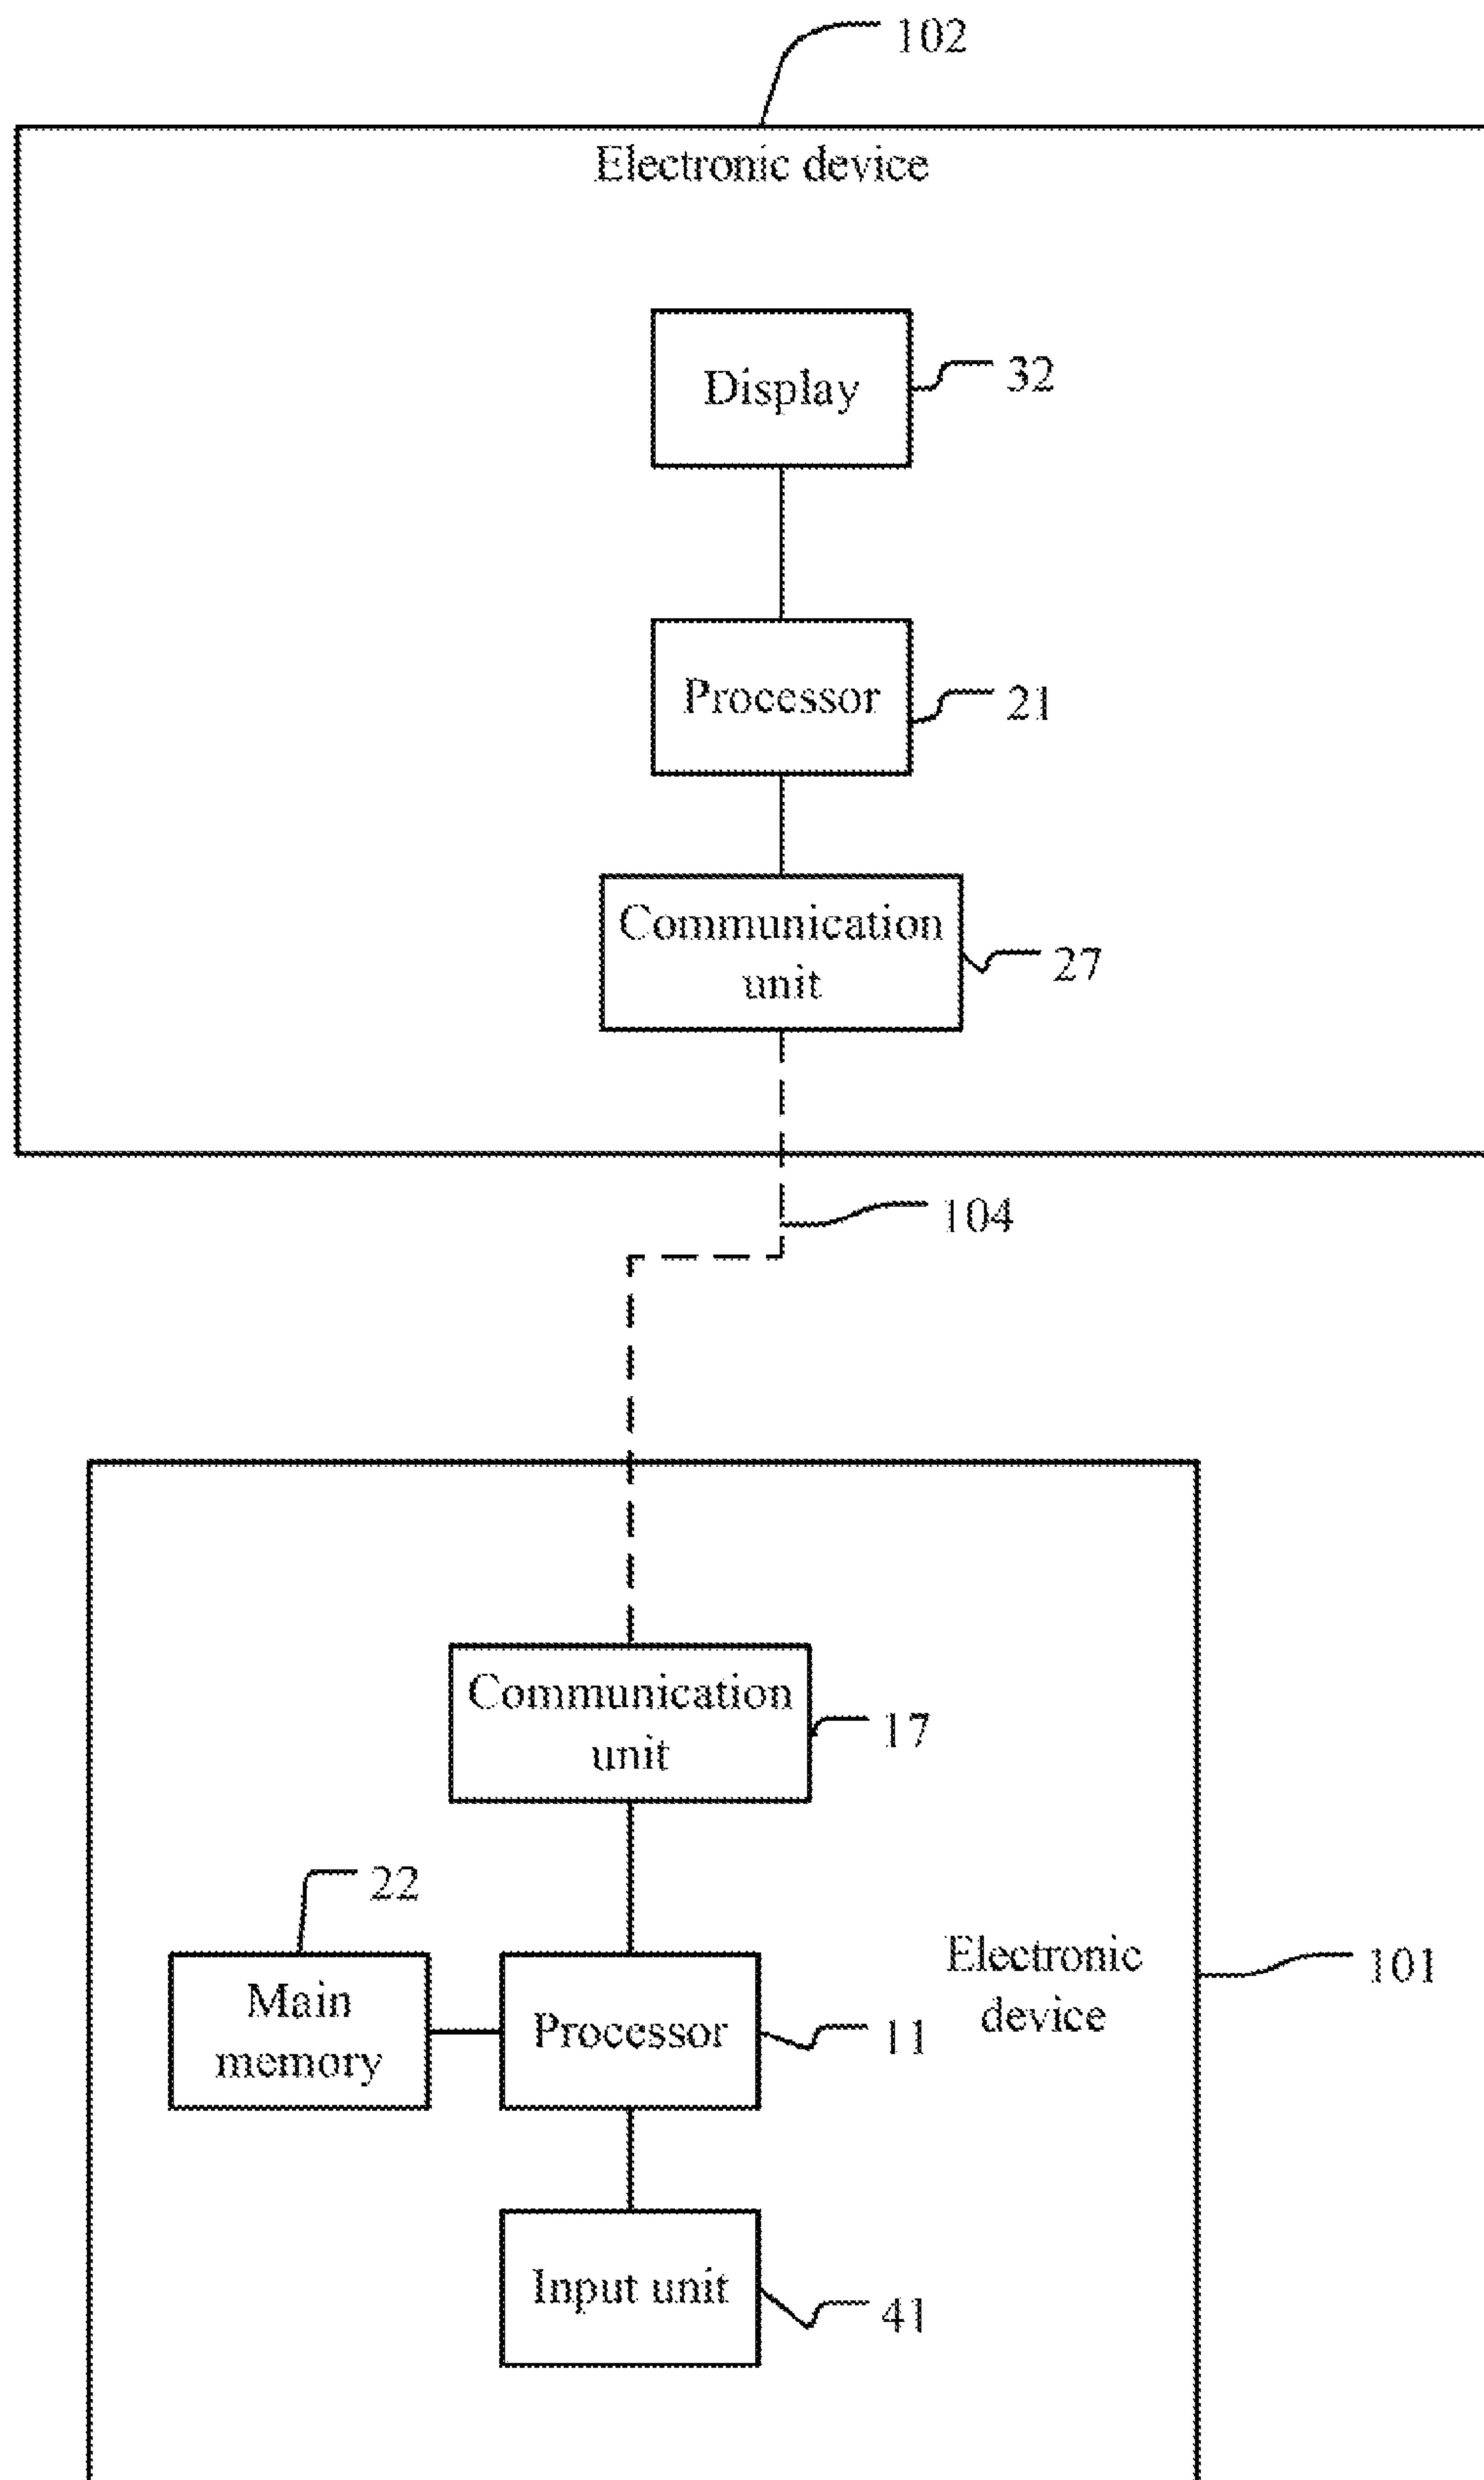 102
Electronic device
Display
32
Processor
21
Communication
unit
27
104
Communication
unit
17
22
Main
memory
Processor
11
Electronic
device
101
Input unit
41